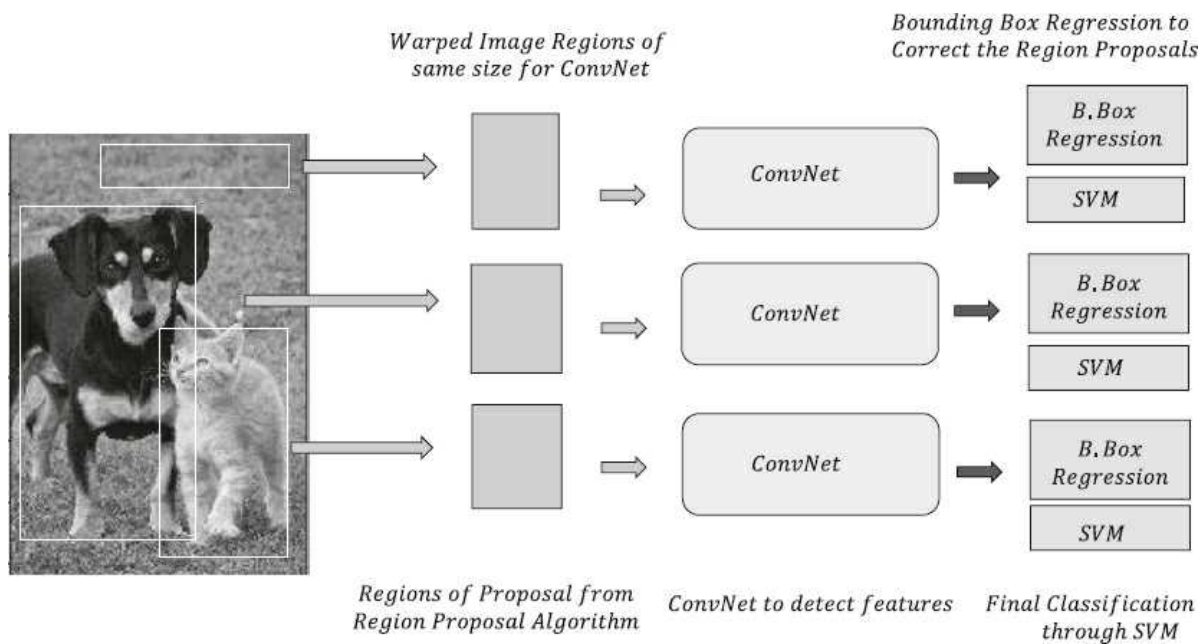 Warped Image Regions of
same size for ConvNet
Bounding Box Regression to
Correct the Region Proposals
ConvNet
B.Box
Regression
SVM
ConvNet
B.Box
Regression
SVM
ConvNet
B.Box
Regression
SVM
Regions of Proposal from
Region Proposal Algorithm
ConvNet to detect features
Final Classification
through SVM